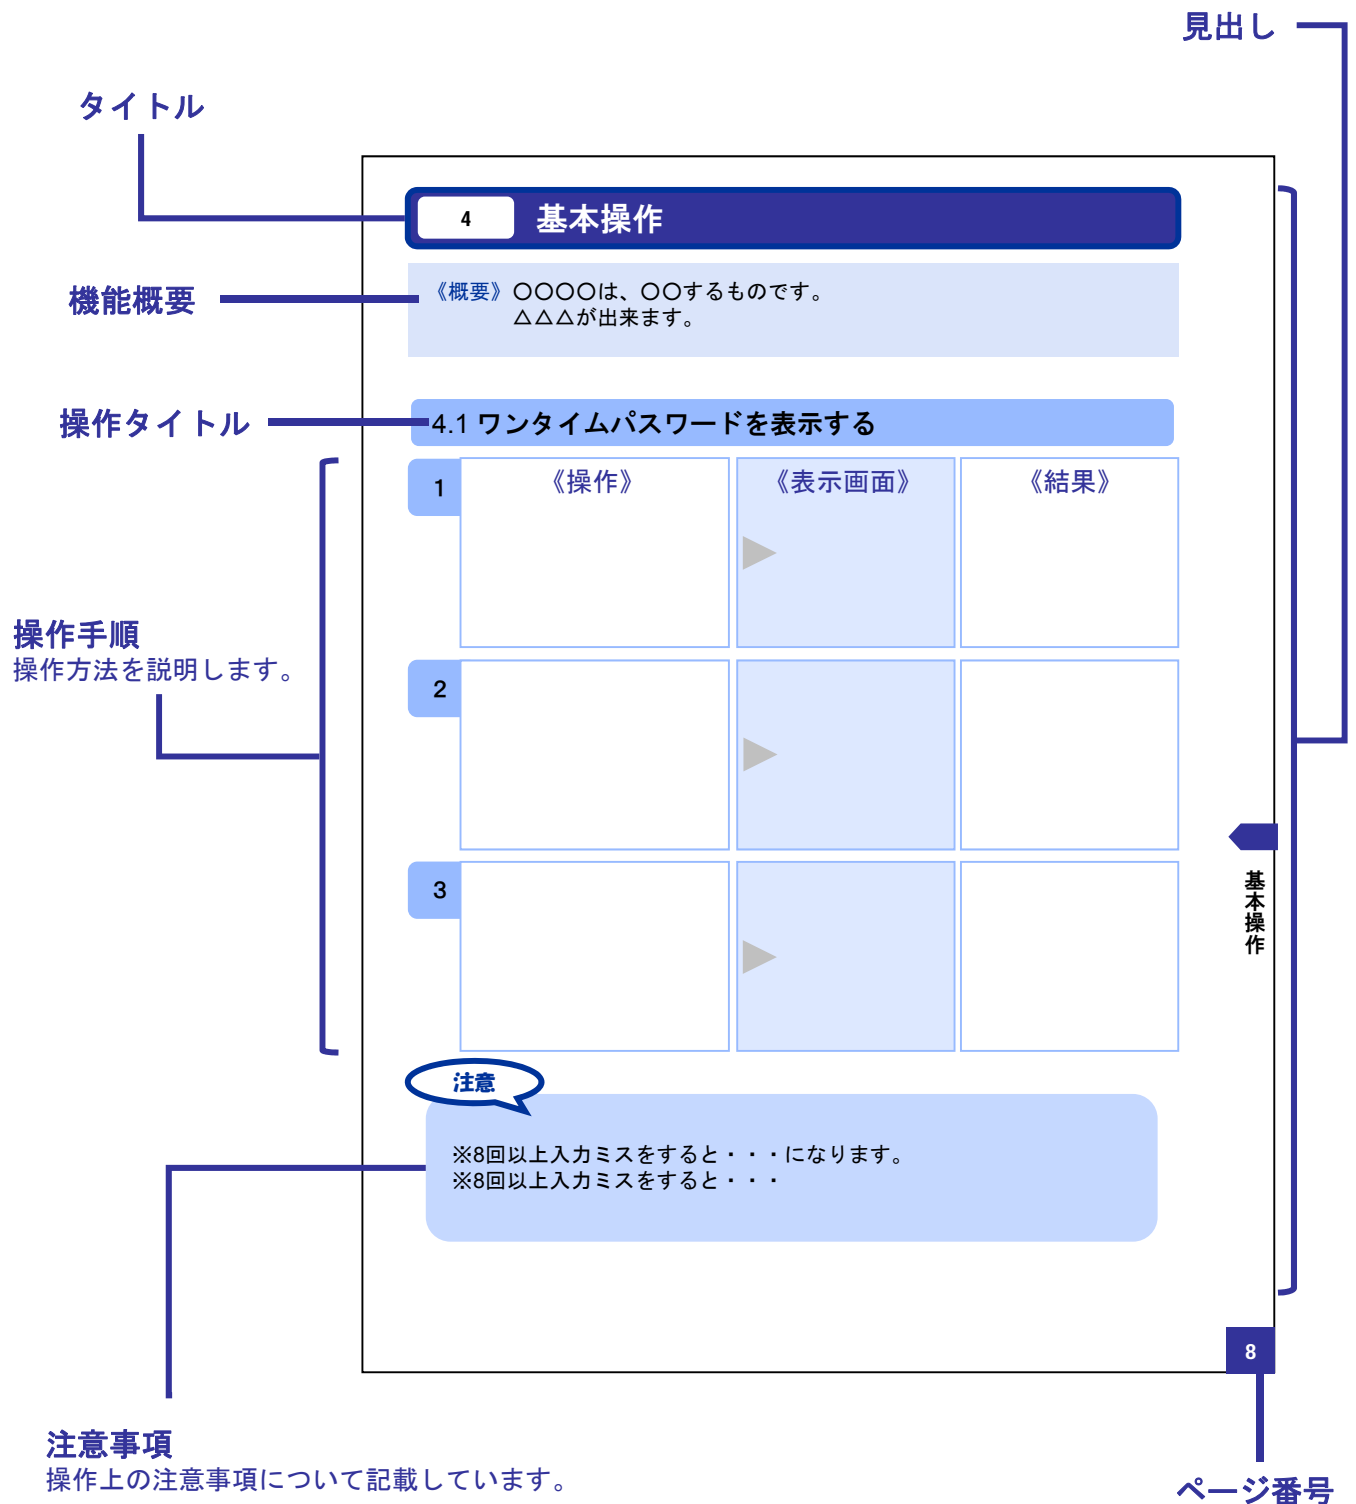 見出し
タイトル
4 基本操作
機能概要
《概要》〇〇〇〇は、〇〇するものです。
△△△が出来ます。
操作タイトル
4.1 ワンタイムパスワードを表示する
1 《操作》 《表示画面》 《結果》
操作手順
操作方法を説明します。
2
3
基本操作
注意
※8回以上入力ミスをすると・・・になります。
※8回以上入力ミスをすると・・・
8
注意事項
操作上の注意事項について記載しています。
ページ番号